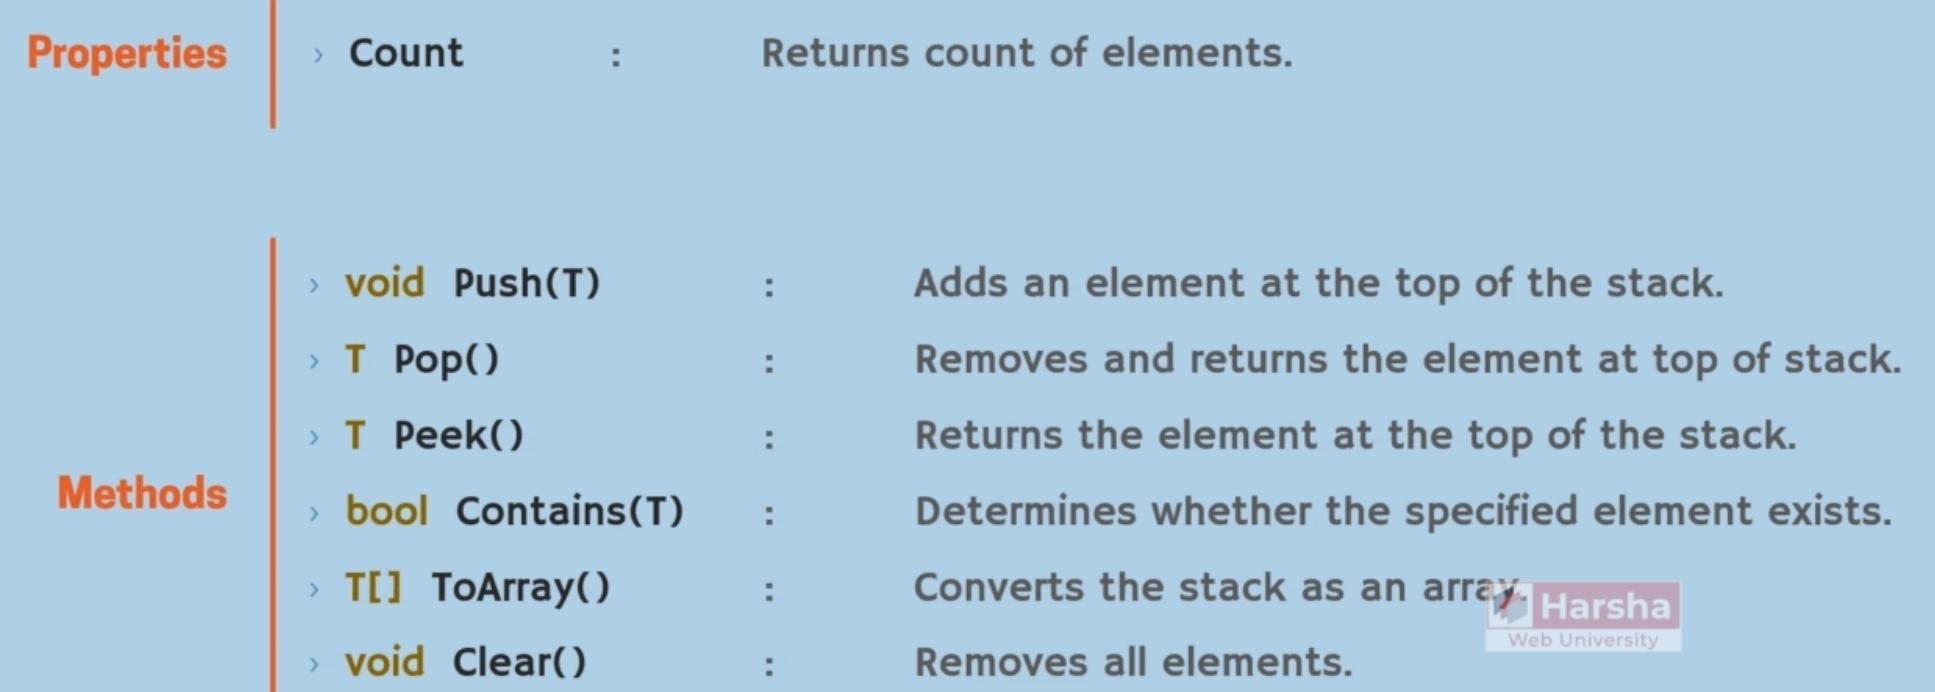 Properties › Count : Returns count of elements.
› void Push(T) : Adds an element at the top of the stack.
› T Pop() : Removes and returns the element at top of stack.
› T Peek() : Returns the element at the top of the stack.
Methods
› bool Contains(T) : Determines whether the specified element exists.
› T[] ToArray() : Converts the stack as an array.
Harsha
Web University
› void Clear() : Removes all elements.